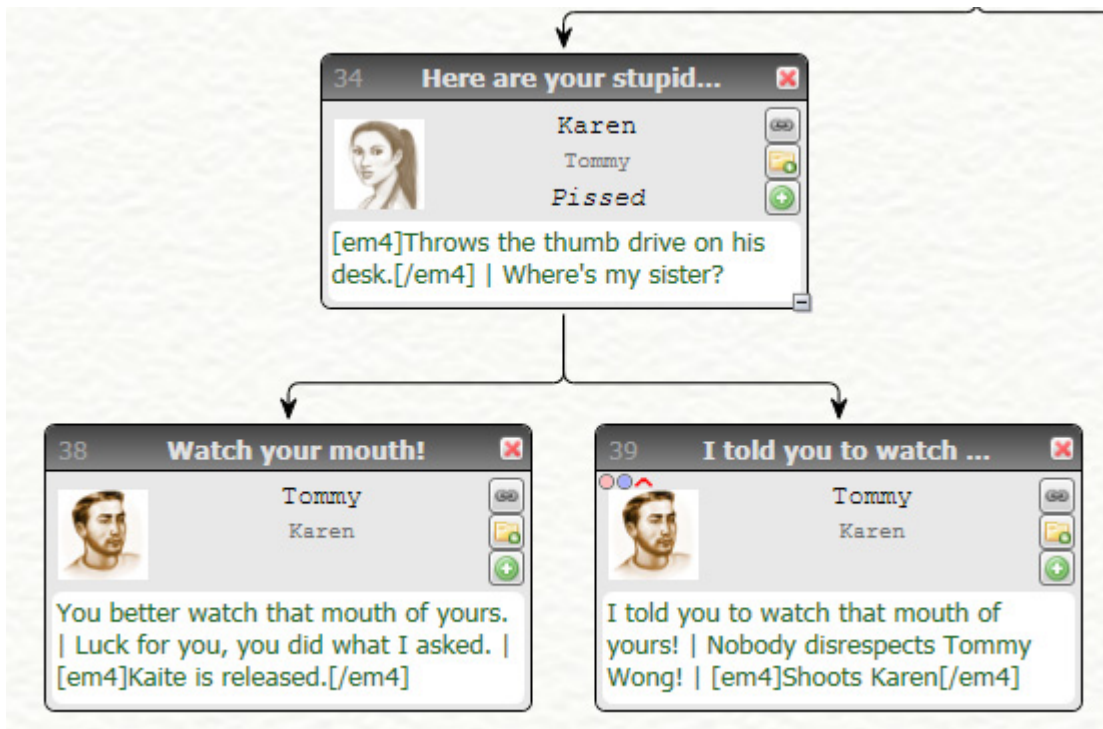 34 Here are your stupid...
Karen
Tommy
Pissed
[em4]Throws the thumb drive on his
desk.[/em4] | Where's my sister?
38 Watch your mouth!
Tommy
Karen
You better watch that mouth of yours.
| Luck for you, you did what I asked. |
[em4]Kaite is released.[/em4]
39 I told you to watch ...
Tommy
Karen
I told you to watch that mouth of
yours! | Nobody disrespects Tommy
Wong! | [em4]Shoots Karen[/em4]